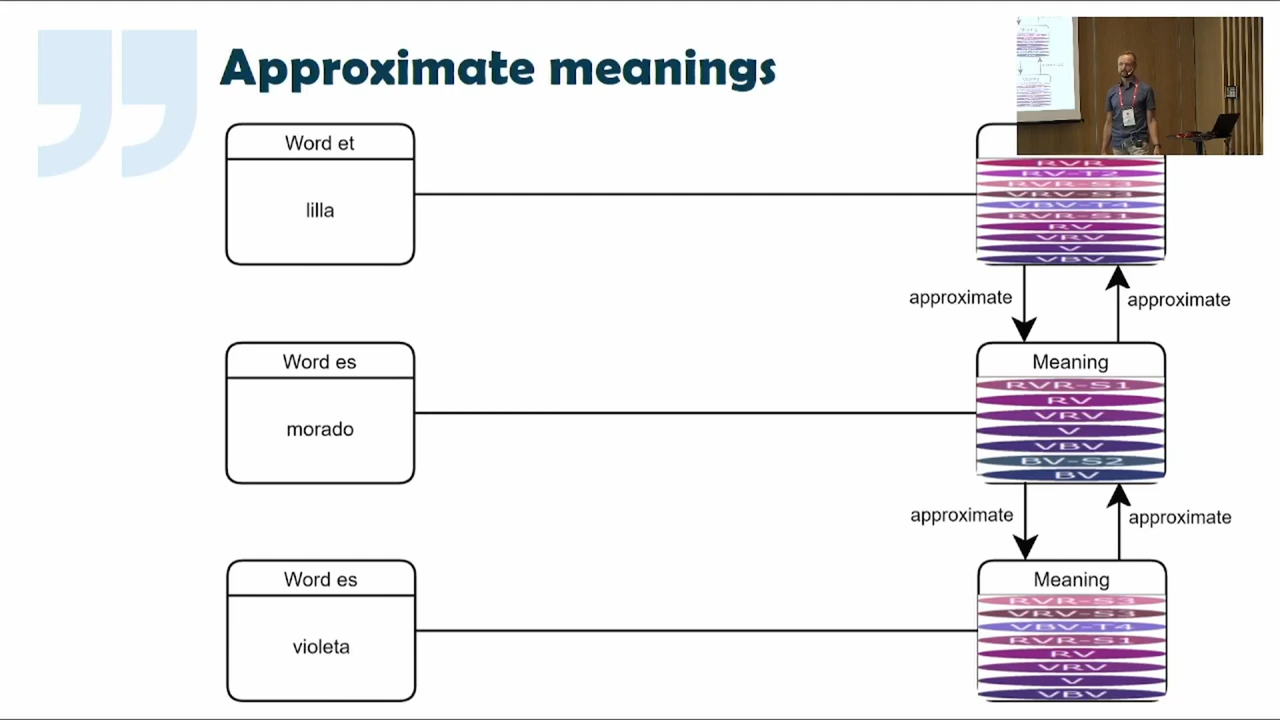 Approximate meanings
Word et
lilla
RVR
RV-T2
RVR-S3
VRV-S3
VBV-T4
RVR-S1
RV
VRV
V
VBV
approximate
approximate
Word es
morado
Meaning
RVR-S1
RV
VRV
V
VBV
BV-S2
BV
approximate
approximate
Word es
violeta
Meaning
RVR-S3
VRV-S3
VBV-T4
RVR-S1
RV
VRV
V
VBV